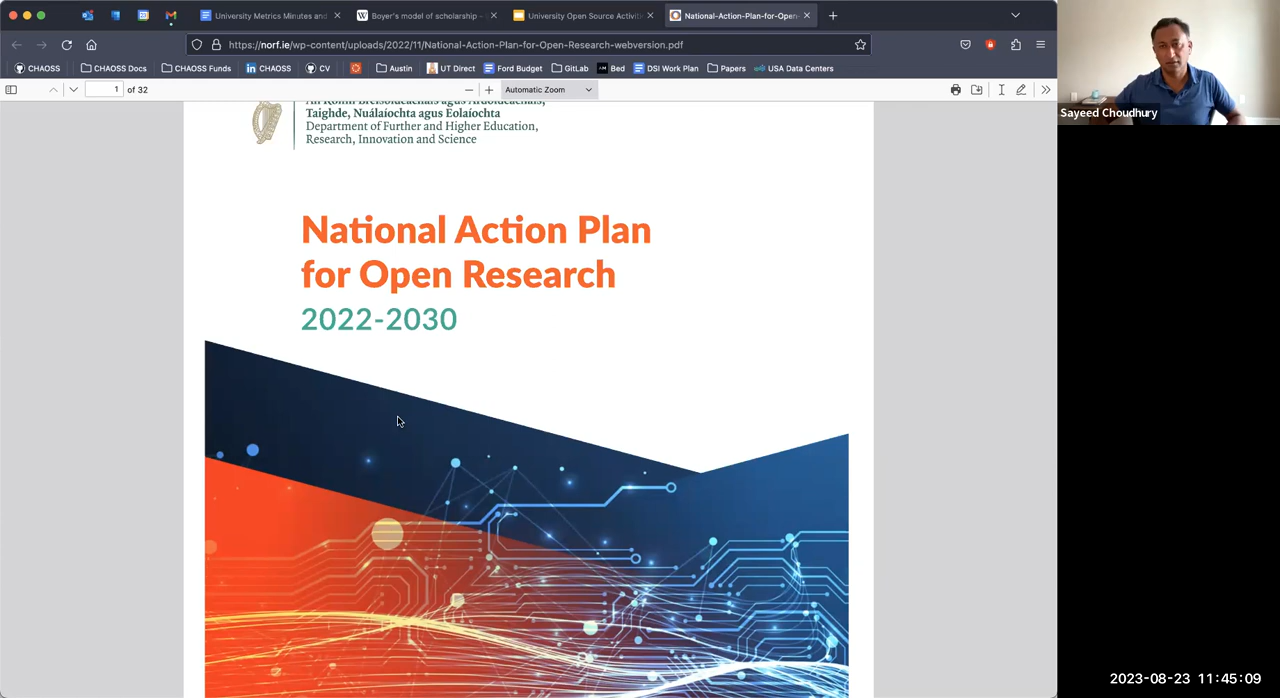 University Metrics Minutes and
Boyer's model of scholarship –
University Open Source Activit
National-Action-Plan-for-Open-
https://norf.ie/wp-content/uploads/2022/11/National-Action-Plan-for-Open-Research-webversion.pdf
CHAOSS
CHAOSS Docs
CHAOSS Funds
CHAOSS
CV
Austin
UT Direct
Ford Budget
GitLab
Bed
DSI Work Plan
Papers
USA Data Centers
1 of 32
Automatic Zoom
Taighde, Nuálaíochta agus Eolaíochta
Department of Further and Higher Education,
Research, Innovation and Science
National Action Plan
for Open Research
2022-2030
Sayeed Choudhury
2023-08-23 11:45:09